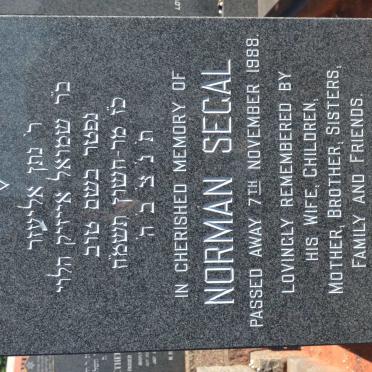 ר' נתן אליעזר
ב'ר שמואל אייזיק הלוי
נפטר בשם טוב
כ'ז מר-חשון תשמ'ט
ת נ צ ב ה
IN CHERISHED MEMORY OF
NORMAN SEGAL
PASSED AWAY 7TH NOVEMBER 1988.
LOVINGLY REMEMBERED BY
HIS WIFE, CHILDREN,
MOTHER, BROTHER, SISTERS,
FAMILY AND FRIENDS.